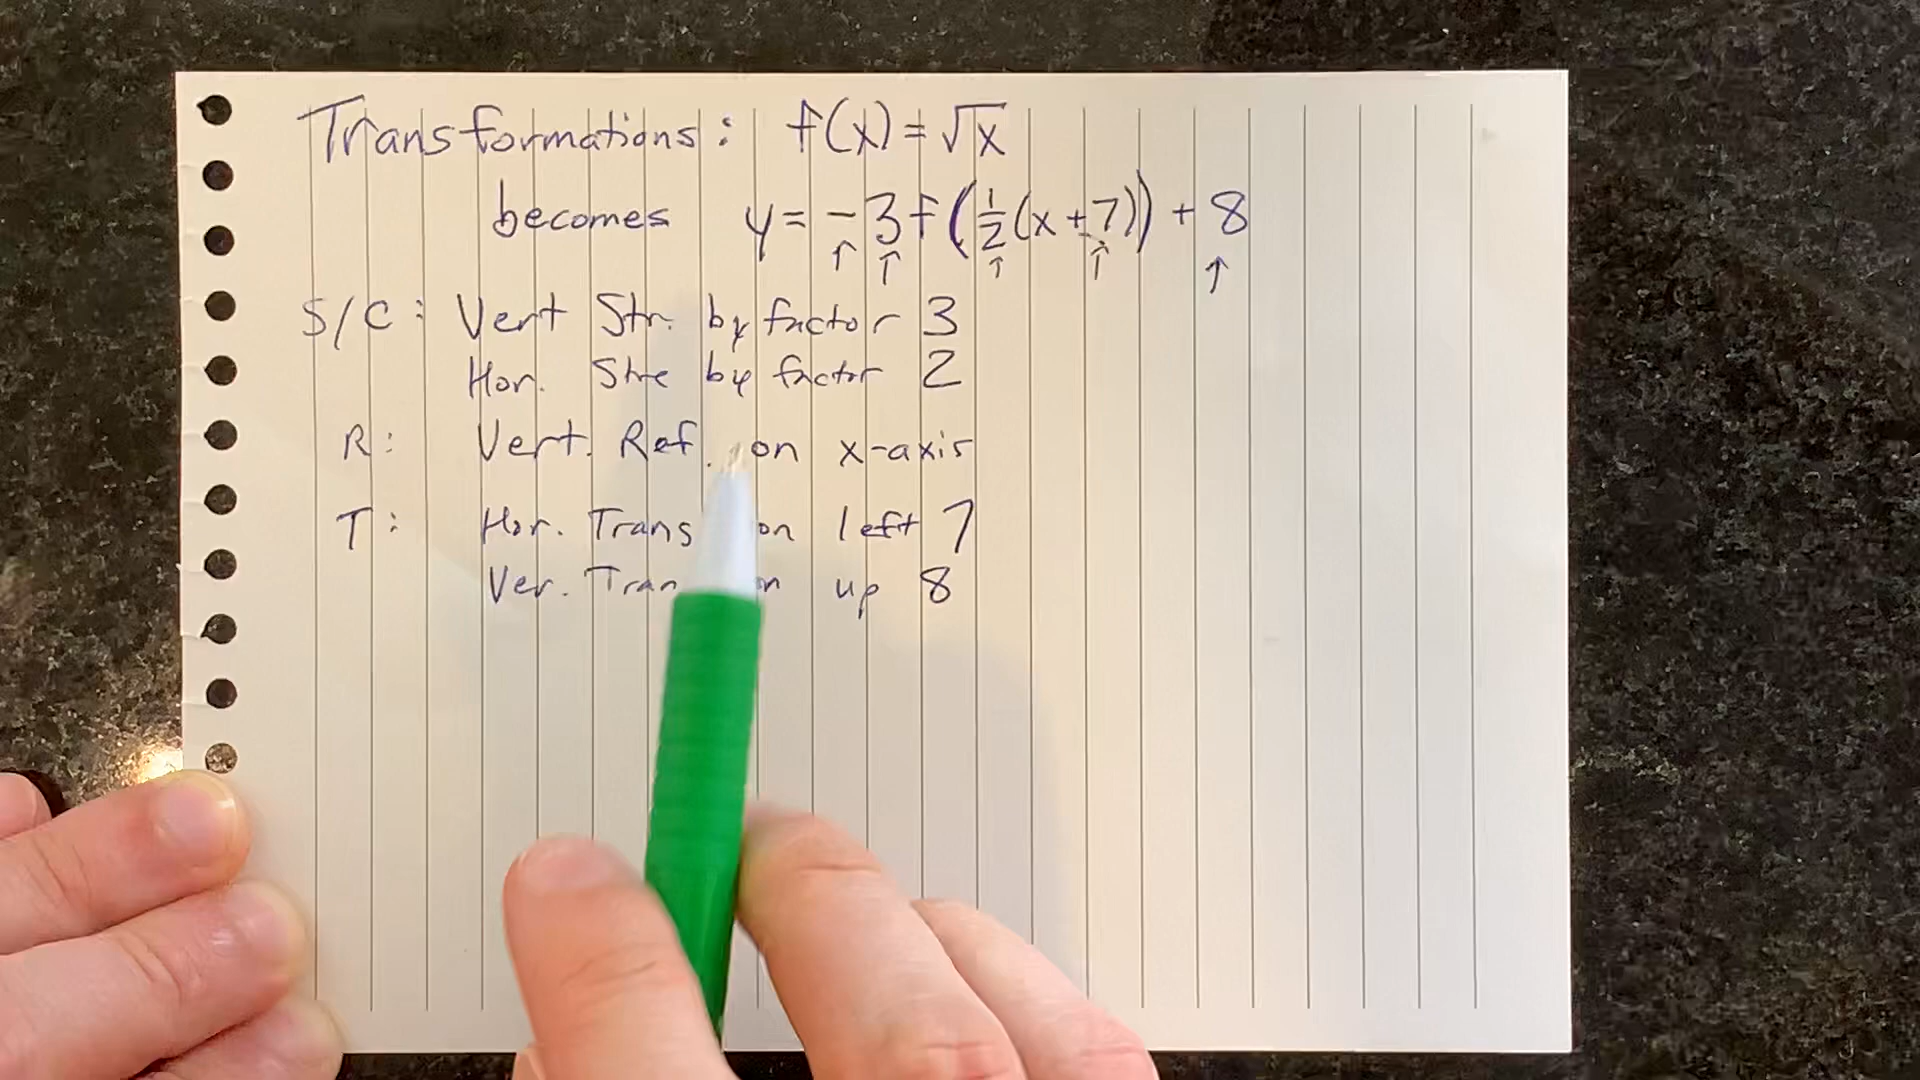 Transformations: f(x) = √x
becomes y = -3f(1/2(x+7)) + 8
↑ ↑ ↑ ↑ ↑
S/C: Vert Str. by factor 3
Hor. Stre by factor 2
R: Vert. Ref. on x-axis
T: Hor. Trans on left 7
Ver. up 8